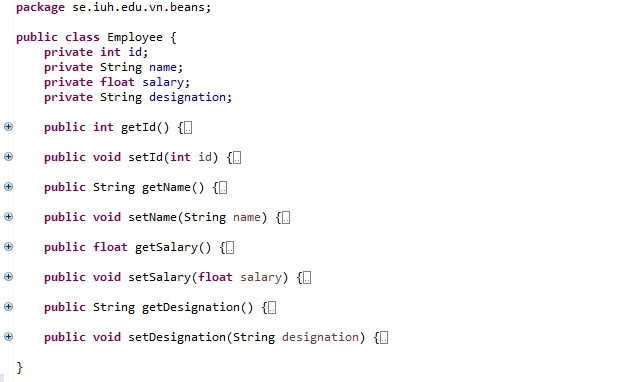 package se.iuh.edu.vn.beans;
public class Employee {
private int id;
private String name;
private float salary;
private String designation;
public int getId() {
public void setId(int id) {
public String getName() {
public void setName(String name) {
public float getSalary() {
public void setSalary(float salary) {
public String getDesignation() {
public void setDesignation(String designation) {
}